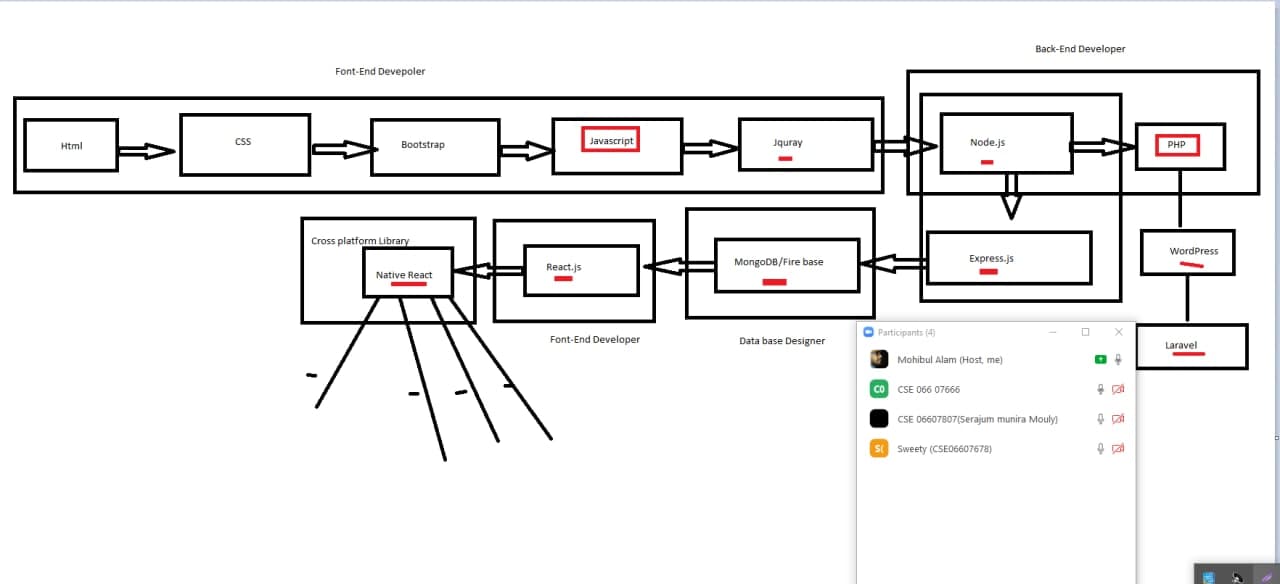 Back-End Developer
Font-End Devepoler
Html
CSS
Bootstrap
Javascript
Jquray
Node.js
PHP
Cross platform Library
Native React
React.js
MongoDB/Fire base
Express.js
WordPress
Font-End Developer
Data base Designer
Laravel
Participants (4)
Mohibul Alam (Host, me)
CO CSE 066 07666
CSE 06607807(Serajum munira Mouly)
S( Sweety (CSE06607678)